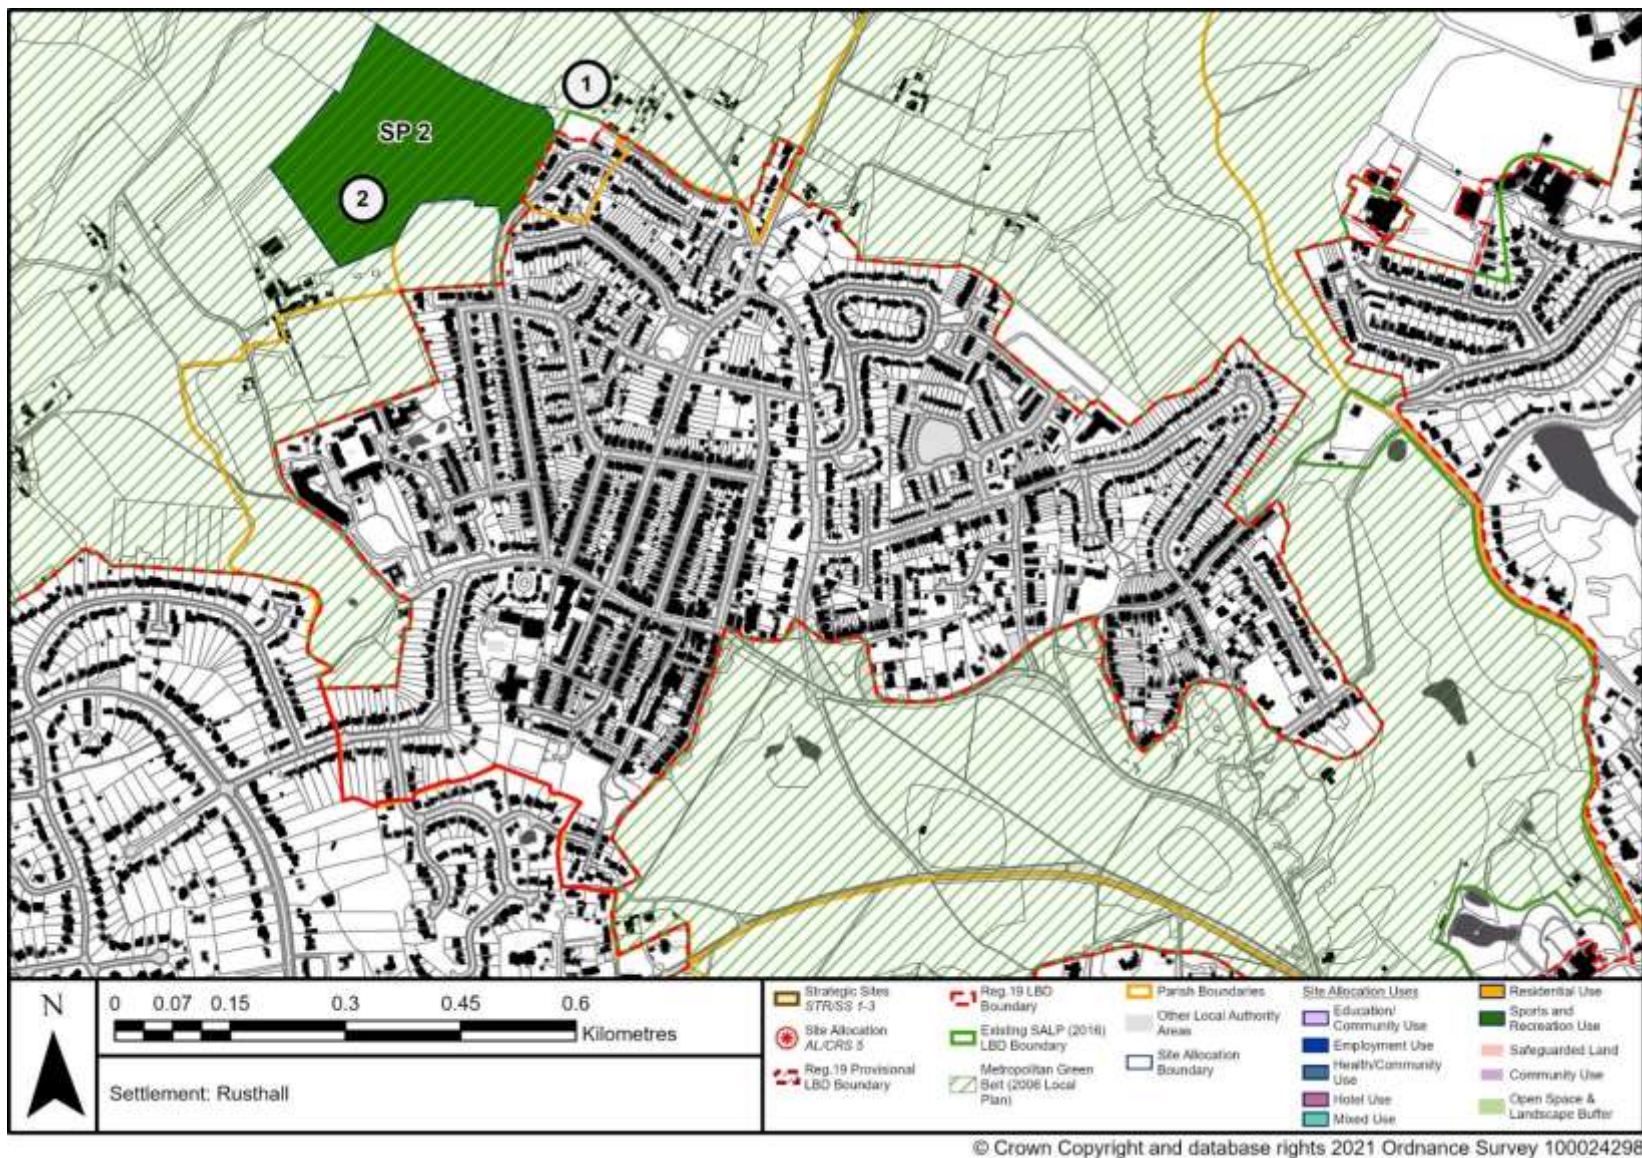 1
SP 2
2
N
0 0.07 0.15 0.3 0.45 0.6
Kilometres
Settlement: Rusthall
Strategic Sites
STR/SS 1-3
Site Allocation
AL/CRS 5
Reg.19 Provisional
LBD Boundary
Reg.19 LBD
Boundary
Existing SALP (2016)
LBD Boundary
Metropolitan Green
Belt (2006 Local
Plan)
Parish Boundaries
Other Local Authority
Areas
Site Allocation
Boundary
Site Allocation Uses
Education/
Community Use
Employment Use
Health/Community
Use
Hotel Use
Mixed Use
Residential Use
Sports and
Recreation Use
Safeguarded Land
Community Use
Open Space &
Landscape Buffer
© Crown Copyright and database rights 2021 Ordnance Survey 100024298